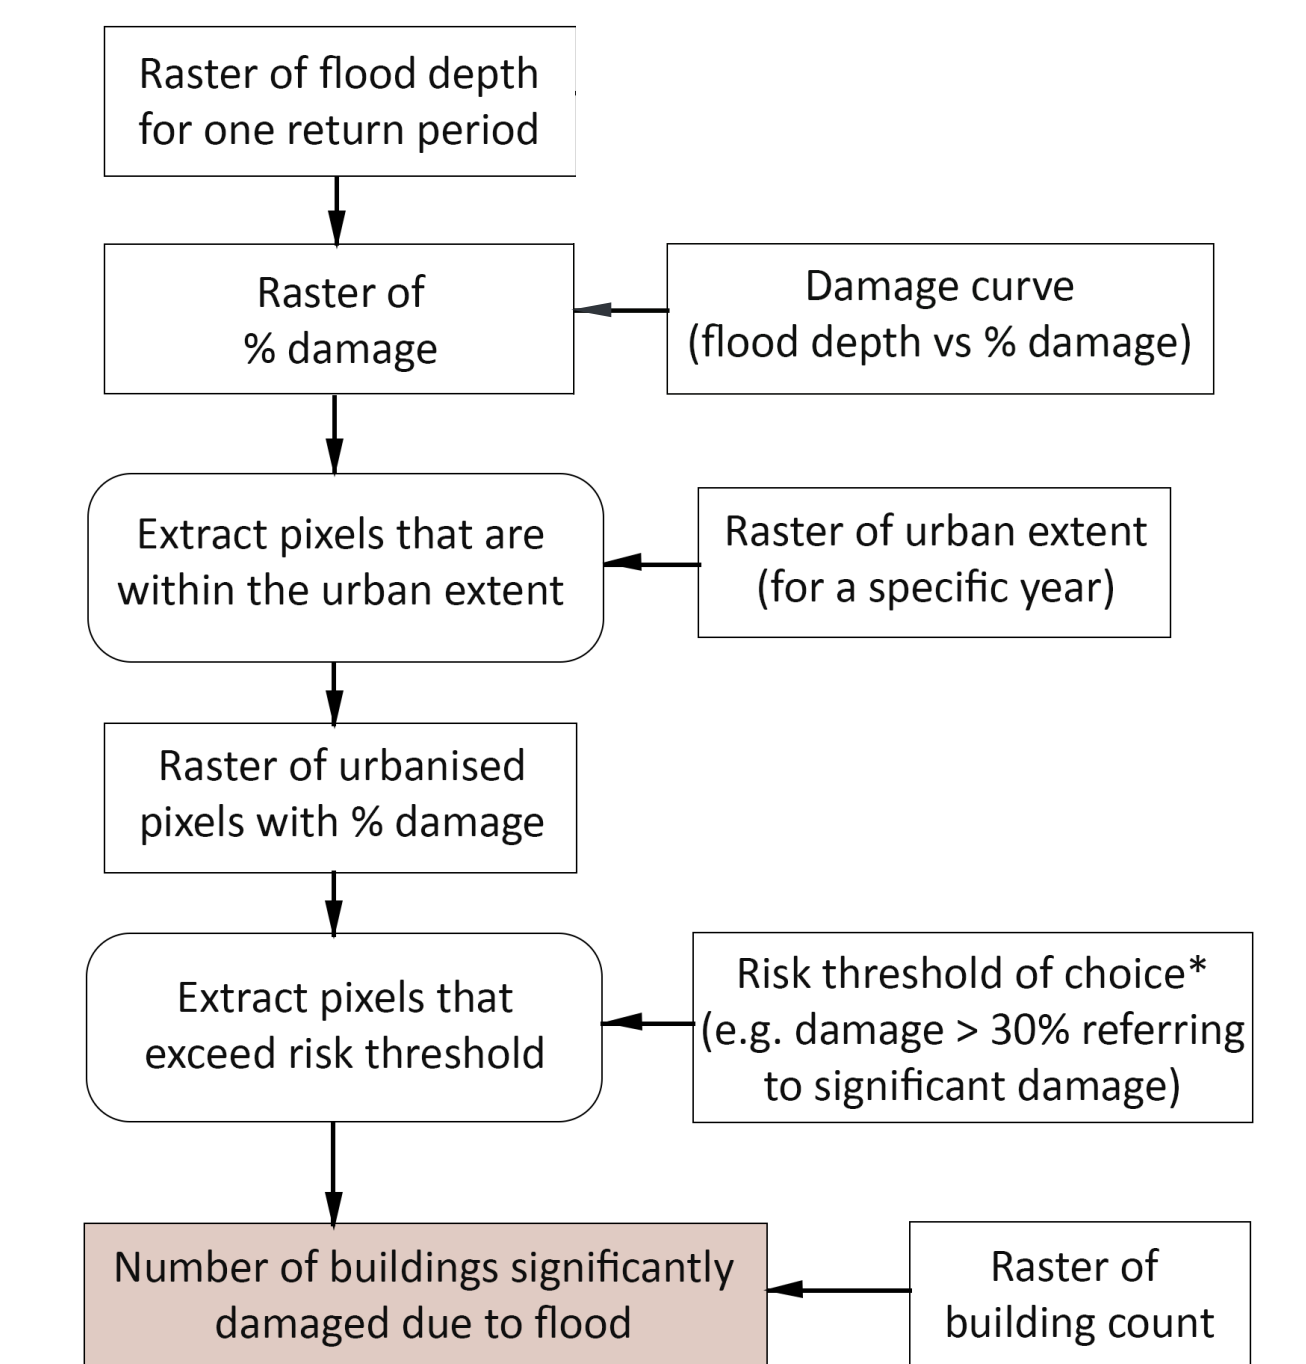 Raster of flood depth
for one return period
Raster of
% damage
Damage curve
(flood depth vs % damage)
Extract pixels that are
within the urban extent
Raster of urban extent
(for a specific year)
Raster of urbanised
pixels with % damage
Extract pixels that
exceed risk threshold
Risk threshold of choice*
(e.g. damage > 30% referring
to significant damage)
Number of buildings significantly
damaged due to flood
Raster of
building count